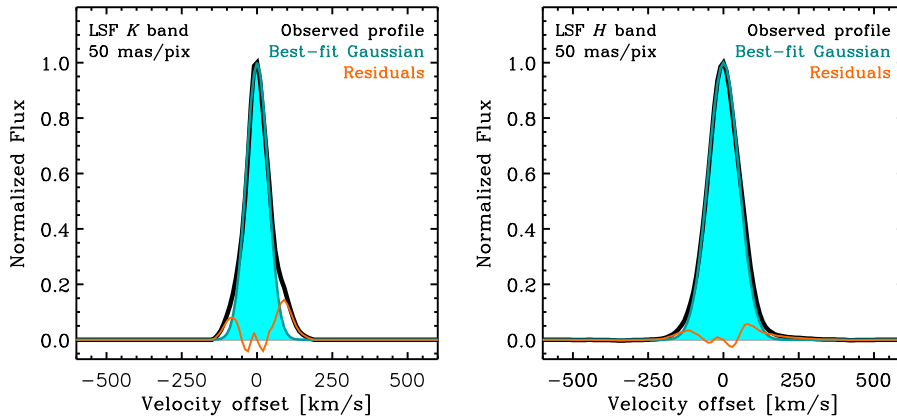 LSF K band
50 mas/pix
Observed profile
Best-fit Gaussian
Residuals
Normalized Flux
1.0
0.8
0.6
0.4
0.2
0.0
−500 −250 0 250 500
Velocity offset [km/s]
LSF H band
50 mas/pix
Observed profile
Best-fit Gaussian
Residuals
Normalized Flux
1.0
0.8
0.6
0.4
0.2
0.0
−500 −250 0 250 500
Velocity offset [km/s]